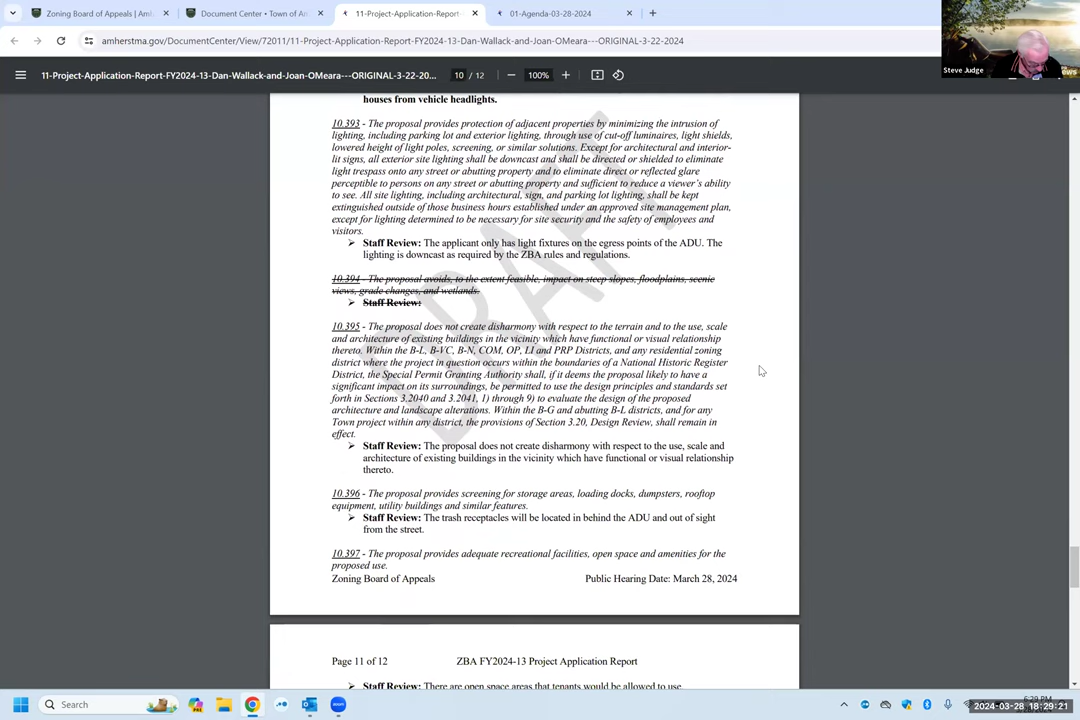 Zoning Board of Appeals | Am
Document Center • Town of Am
11-Project-Application-Report-
01-Agenda-03-28-2024
amherstma.gov/DocumentCenter/View/72011/11-Project-Application-Report-FY2024-13-Dan-Wallack-and-Joan-OMeara---ORIGINAL-3-22-2024
11-Project-Application-Report-FY2024-13-Dan-Wallack-and-Joan-OMeara---ORIGINAL-3-22-20...
10 / 12
100%
Steve Judge
houses from vehicle headlights.
10.393 - The proposal provides protection of adjacent properties by minimizing the intrusion of
lighting, including parking lot and exterior lighting, through use of cut-off luminaires, light shields,
lowered height of light poles, screening, or similar solutions. Except for architectural and interior-
lit signs, all exterior site lighting shall be downcast and shall be directed or shielded to eliminate
light trespass onto any street or abutting property and to eliminate direct or reflected glare
perceptible to persons on any street or abutting property and sufficient to reduce a viewer's ability
to see. All site lighting, including architectural, sign, and parking lot lighting, shall be kept
extinguished outside of those business hours established under an approved site management plan,
except for lighting determined to be necessary for site security and the safety of employees and
visitors.
➢ Staff Review: The applicant only has light fixtures on the egress points of the ADU. The
lighting is downcast as required by the ZBA rules and regulations.
10.394 - The proposal avoids, to the extent feasible, impact on steep slopes, floodplains, scenic
views, grade changes, and wetlands.
➢ Staff Review:
10.395 - The proposal does not create disharmony with respect to the terrain and to the use, scale
and architecture of existing buildings in the vicinity which have functional or visual relationship
thereto. Within the B-L, B-VC, B-N, COM, OP, LI and PRP Districts, and any residential zoning
district where the project in question occurs within the boundaries of a National Historic Register
District, the Special Permit Granting Authority shall, if it deems the proposal likely to have a
significant impact on its surroundings, be permitted to use the design principles and standards set
forth in Sections 3.2040 and 3.2041, 1) through 9) to evaluate the design of the proposed
architecture and landscape alterations. Within the B-G and abutting B-L districts, and for any
Town project within any district, the provisions of Section 3.20, Design Review, shall remain in
effect.
➢ Staff Review: The proposal does not create disharmony with respect to the use, scale and
architecture of existing buildings in the vicinity which have functional or visual relationship
thereto.
10.396 - The proposal provides screening for storage areas, loading docks, dumpsters, rooftop
equipment, utility buildings and similar features.
➢ Staff Review: The trash receptacles will be located in behind the ADU and out of sight
from the street.
10.397 - The proposal provides adequate recreational facilities, open space and amenities for the
proposed use.
Zoning Board of Appeals Public Hearing Date: March 28, 2024
DRAFT
Page 11 of 12 ZBA FY2024-13 Project Application Report
➢ Staff Review: There are open space areas that tenants would be allowed to use.
Search
6:29 PM
2024-03-28 18:29:21